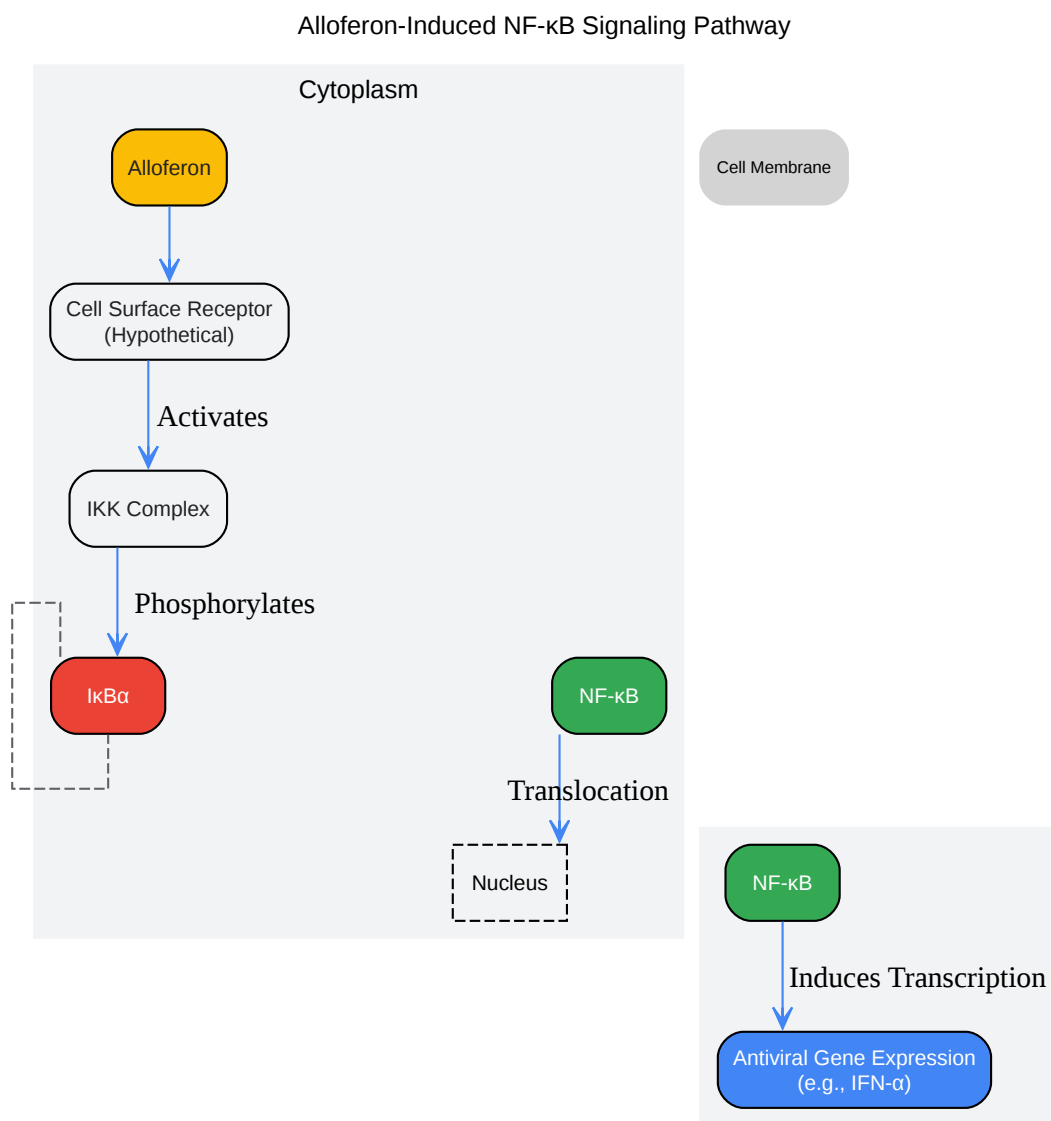 Alloferon-Induced NF-κB Signaling Pathway
Cytoplasm
Alloferon
Cell Membrane
Cell Surface Receptor
(Hypothetical)
Activates
IKK Complex
Phosphorylates
IκBα
NF-κB
Translocation
Nucleus
NF-κB
Induces Transcription
Antiviral Gene Expression
(e.g., IFN-α)